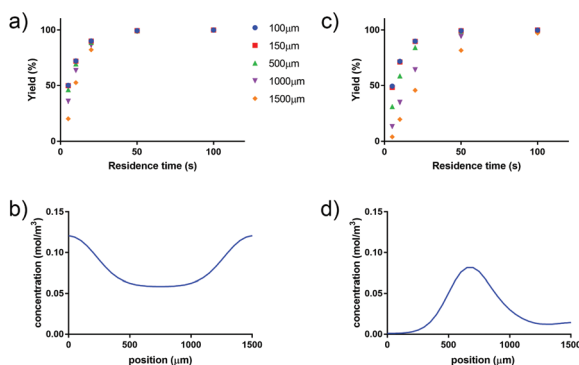 a)
100
50
0
Yield (%)
0
50
100
Residence time (s)
100μm
150μm
500μm
1000μm
1500μm
c)
100
50
0
Yield (%)
0
50
100
Residence time (s)
b)
0.15
0.10
0.05
0.00
concentration (mol/m³)
0
500
1000
1500
position (μm)
d)
0.15
0.10
0.05
0.00
concentration (mol/m³)
0
500
1000
1500
position (μm)